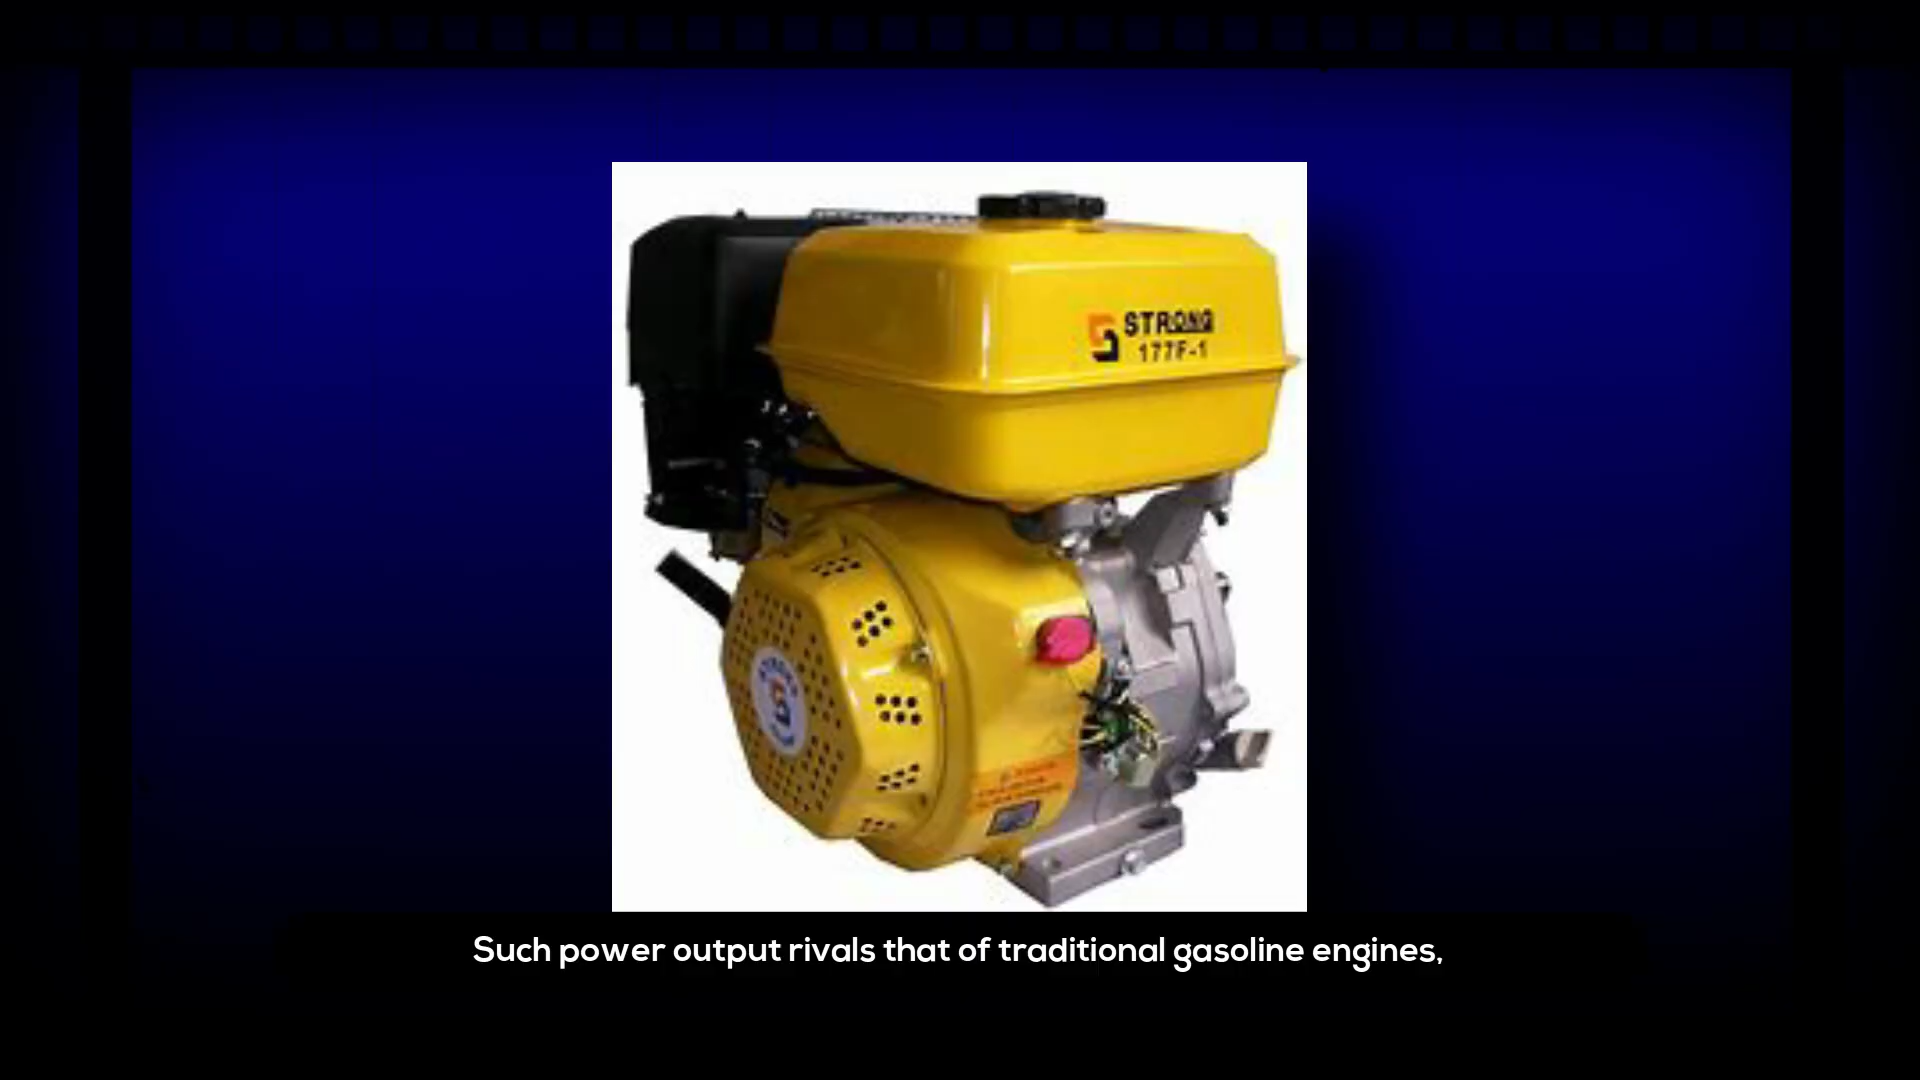 STRONG
177F-1
Such power output rivals that of traditional gasoline engines,